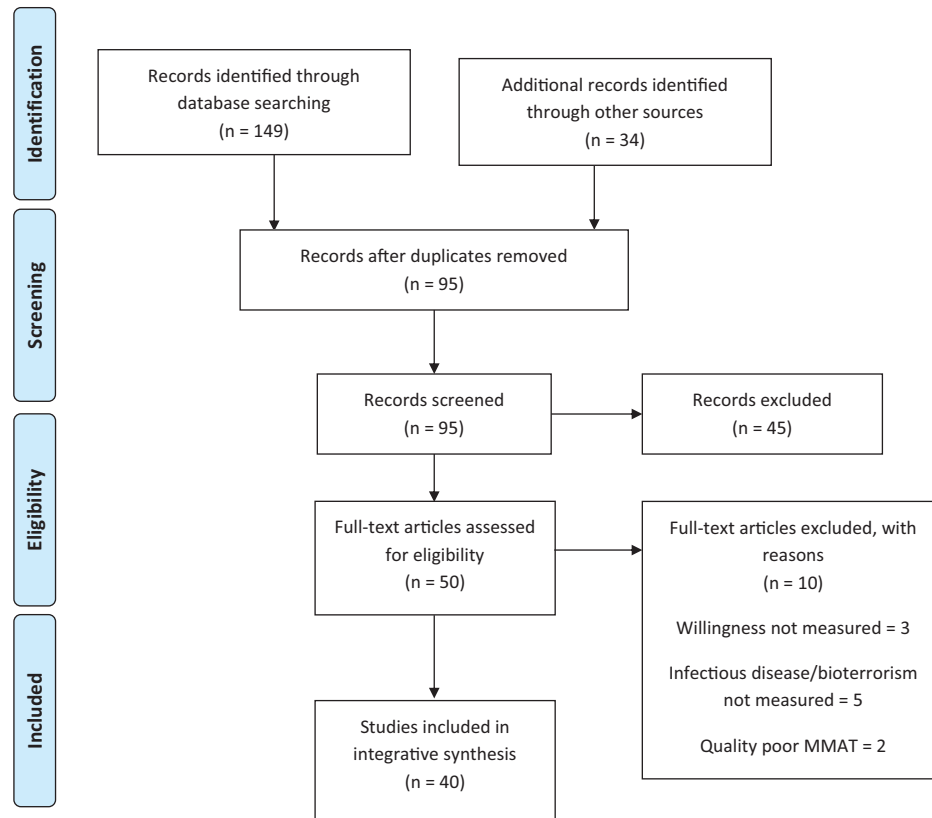 Identification
Records identified through
database searching
(n = 149)
Additional records identified
through other sources
(n = 34)
Screening
Records after duplicates removed
(n = 95)
Records screened
(n = 95)
Records excluded
(n = 45)
Eligibility
Full-text articles assessed
for eligibility
(n = 50)
Full-text articles excluded, with
reasons
(n = 10)
Willingness not measured = 3
Infectious disease/bioterrorism
not measured = 5
Quality poor MMAT = 2
Included
Studies included in
integrative synthesis
(n = 40)